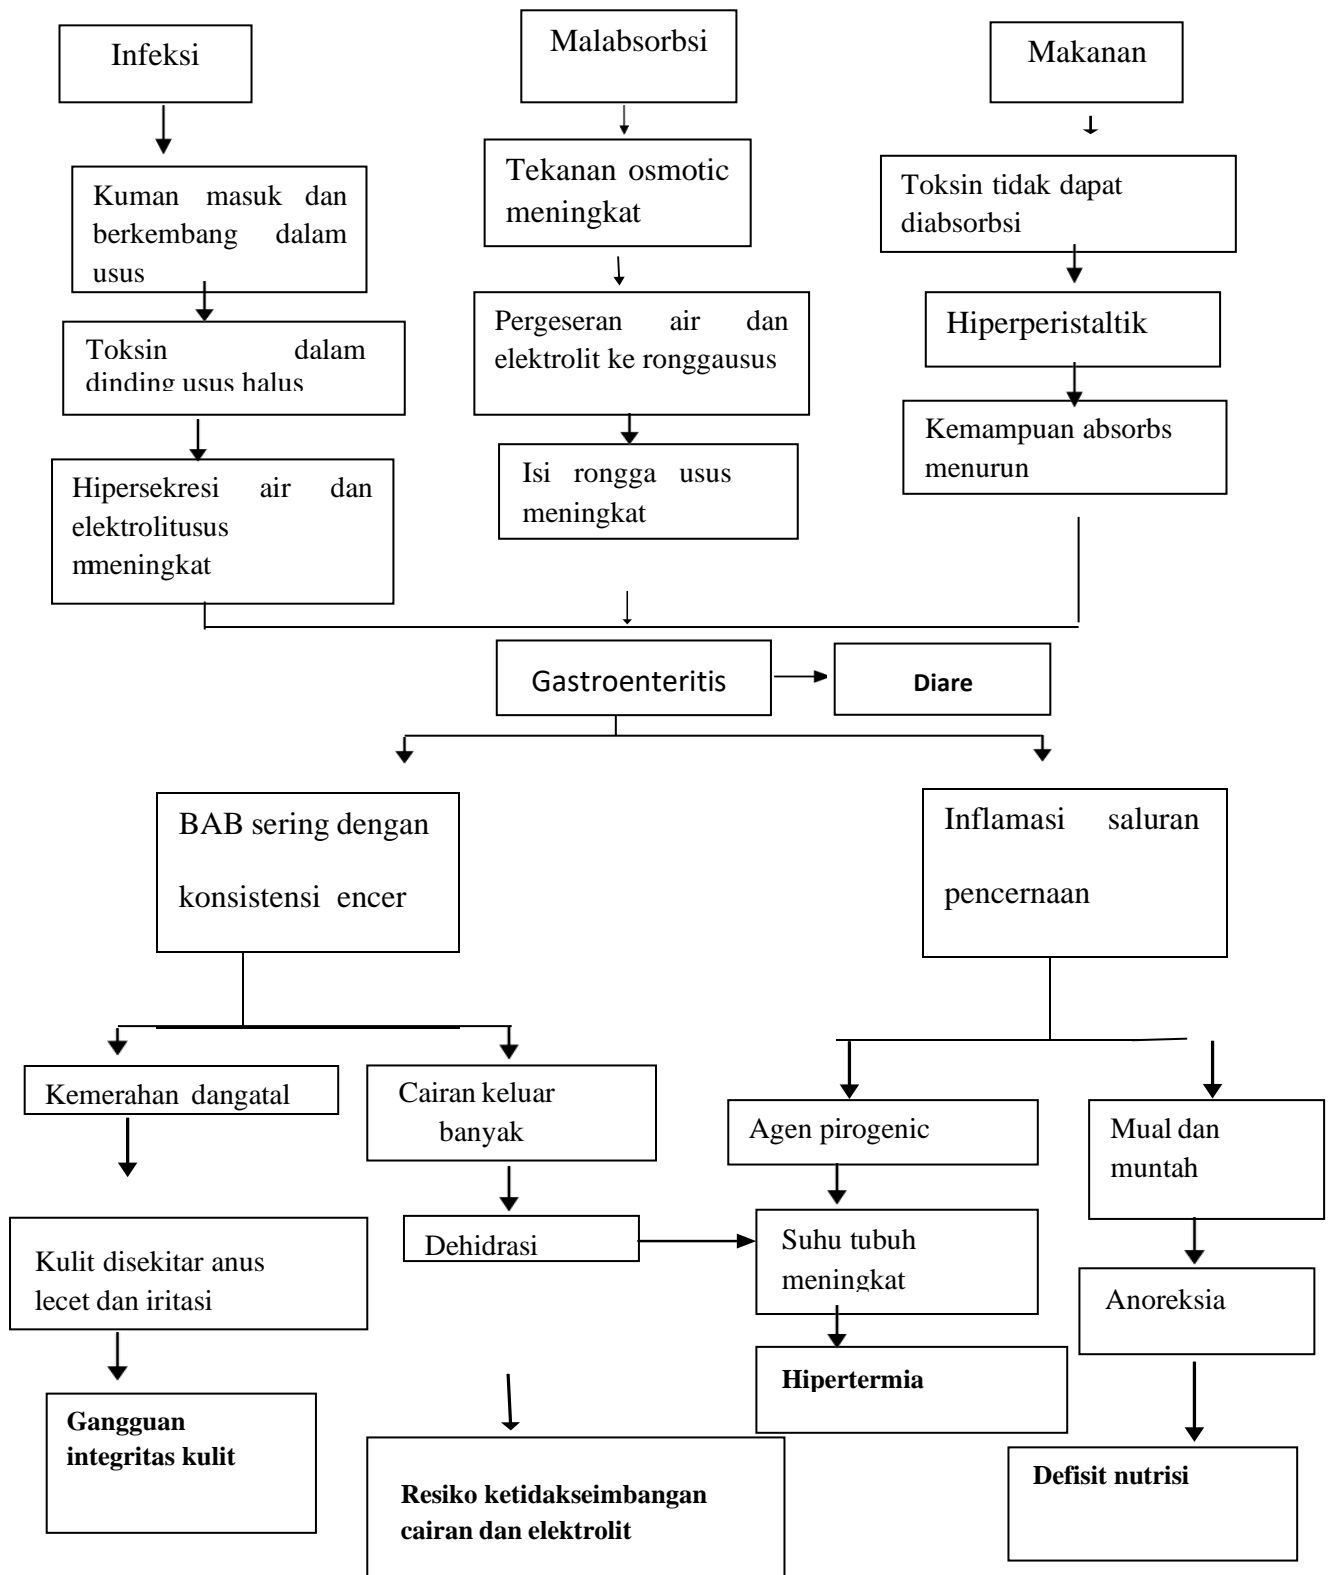 Infeksi
Malabsorbsi
Makanan
Kuman masuk dan
berkembang dalam
usus
Tekanan osmotic
meningkat
Toksin tidak dapat
diabsorbsi
Toksin dalam
dinding usus halus
Pergeseran air dan
elektrolit ke ronggausus
Hiperperistaltik
Hipersekresi air dan
elektrolitusus
mmeningkat
Isi rongga usus
meningkat
Kemampuan absorbs
menurun
Gastroenteritis
Diare
BAB sering dengan
konsistensi encer
Inflamasi saluran
pencernaan
Kemerahan dangatal
Cairan keluar
banyak
Agen pirogenic
Mual dan
muntah
Kulit disekitar anus
lecet dan iritasi
Dehidrasi
Suhu tubuh
meningkat
Anoreksia
Gangguan
integritas kulit
Resiko ketidakseimbangan
cairan dan elektrolit
Hipertermia
Defisit nutrisi